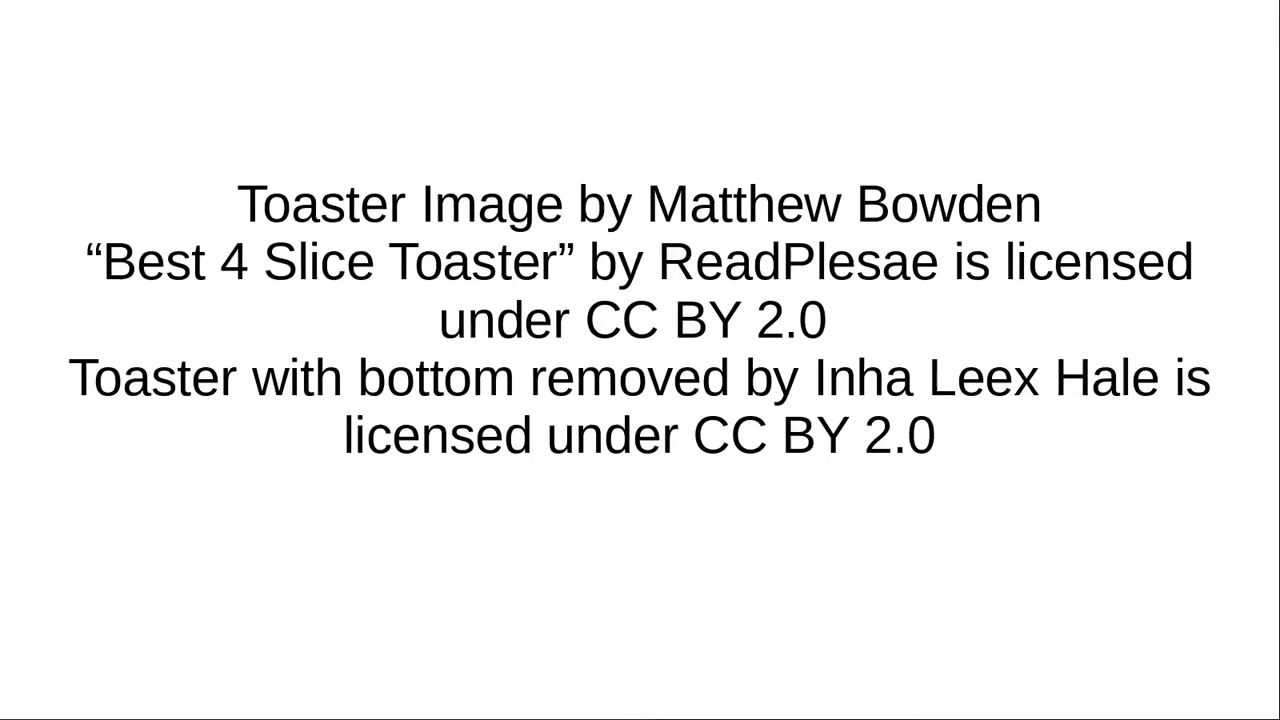 Toaster Image by Matthew Bowden
“Best 4 Slice Toaster” by ReadPlesae is licensed
under CC BY 2.0
Toaster with bottom removed by Inha Leex Hale is
licensed under CC BY 2.0